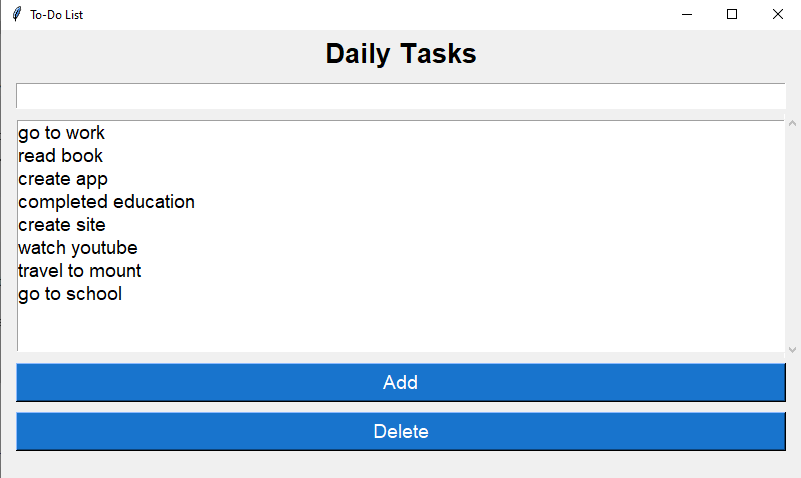 To-Do List
Daily Tasks
go to work
read book
create app
completed education
create site
watch youtube
travel to mount
go to school
Add
Delete